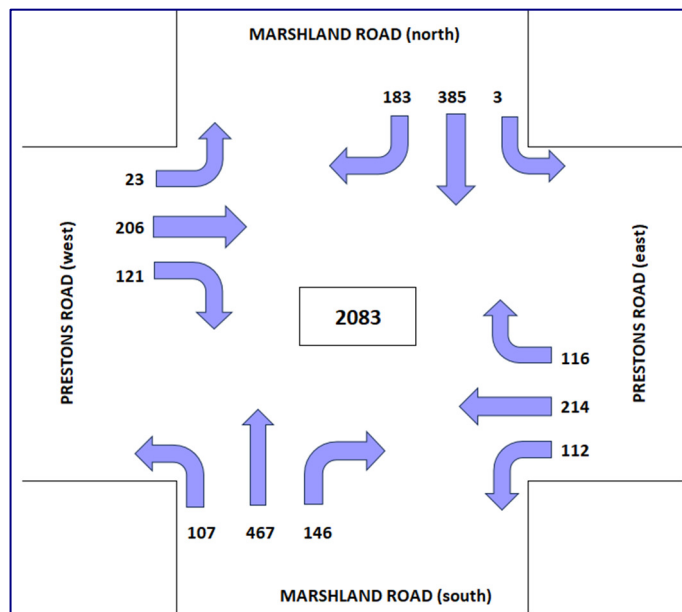 MARSHLAND ROAD (north)
183 385 3
23
206
121
PRESTONS ROAD (west)
2083
PRESTONS ROAD (east)
116
214
112
107 467 146
MARSHLAND ROAD (south)